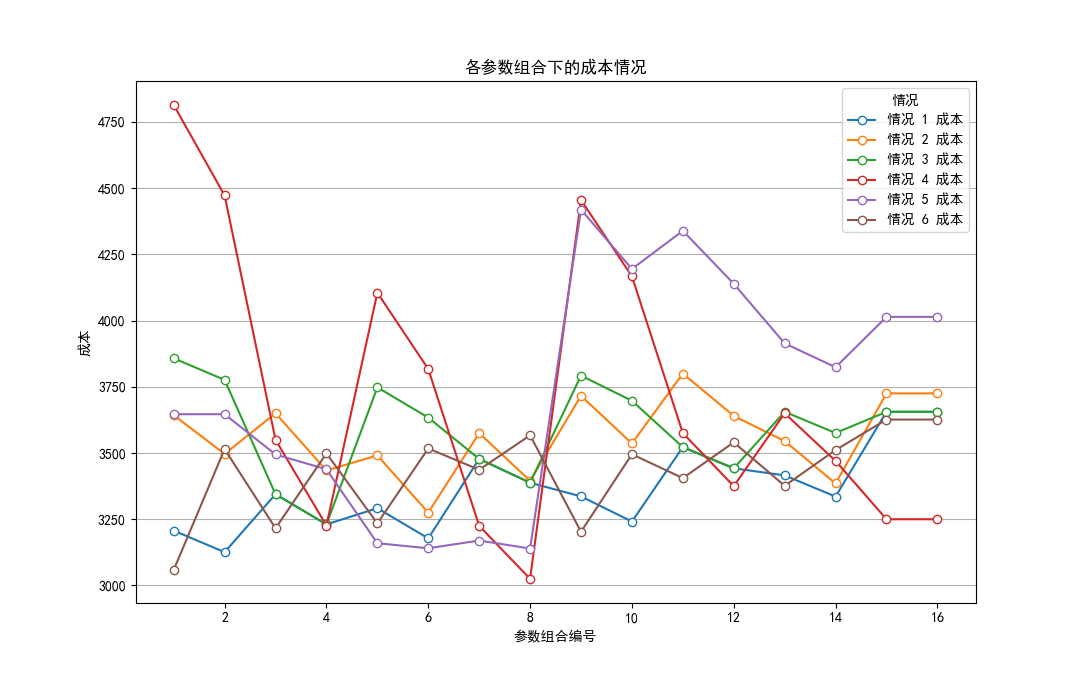 各参数组合下的成本情况
情况
情况 1 成本
情况 2 成本
情况 3 成本
情况 4 成本
情况 5 成本
情况 6 成本
4750
4500
4250
4000
3750
3500
3250
3000
成本
2 4 6 8 10 12 14 16
参数组合编号